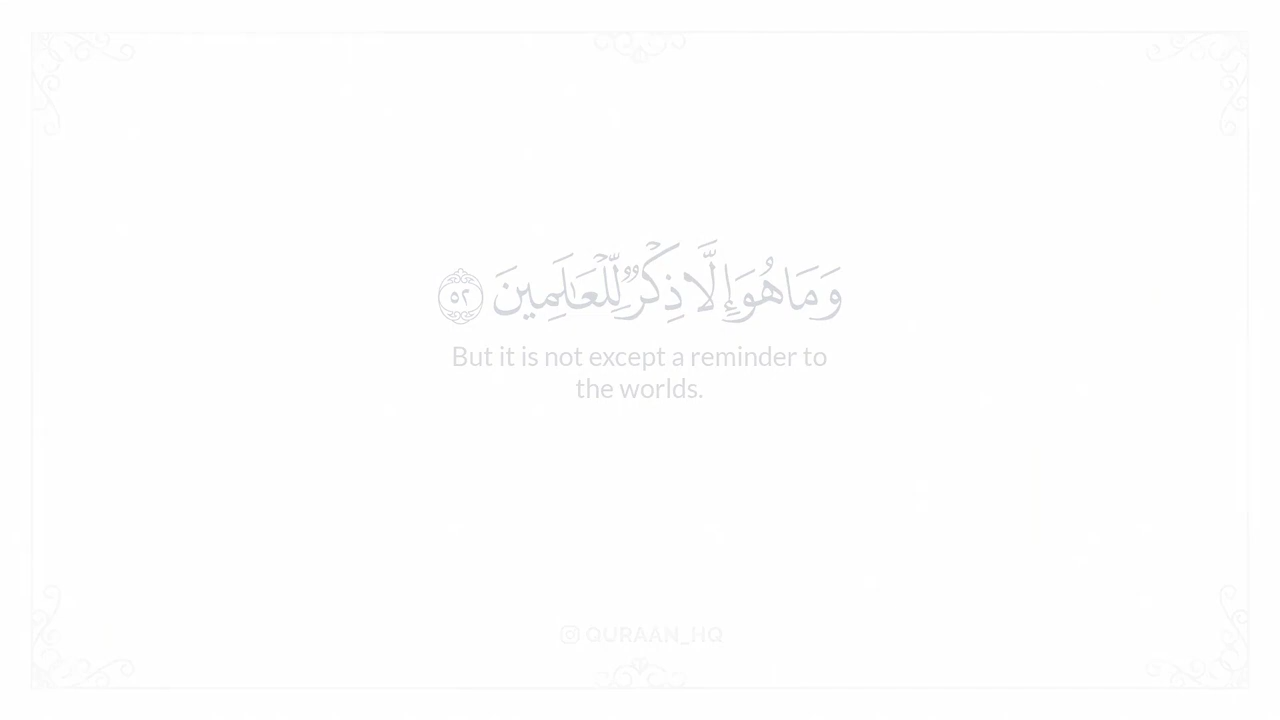 وَمَا هُوَ إِلَّا ذِكْرٌ لِّلْعَالَمِينَ ٥٢
But it is not except a reminder to
the worlds.
QURAAN_HQ